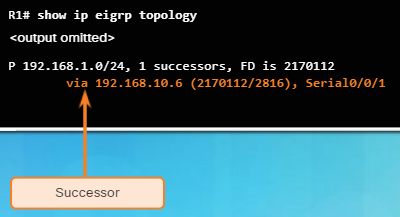 R1# show ip eigrp topology
<output omitted>
P 192.168.1.0/24, 1 successors, FD is 2170112
via 192.168.10.6 (2170112/2816), Serial0/0/1
Successor